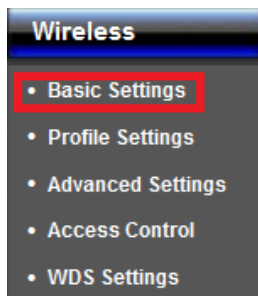 Wireless
• Basic Settings
• Profile Settings
• Advanced Settings
• Access Control
• WDS Settings